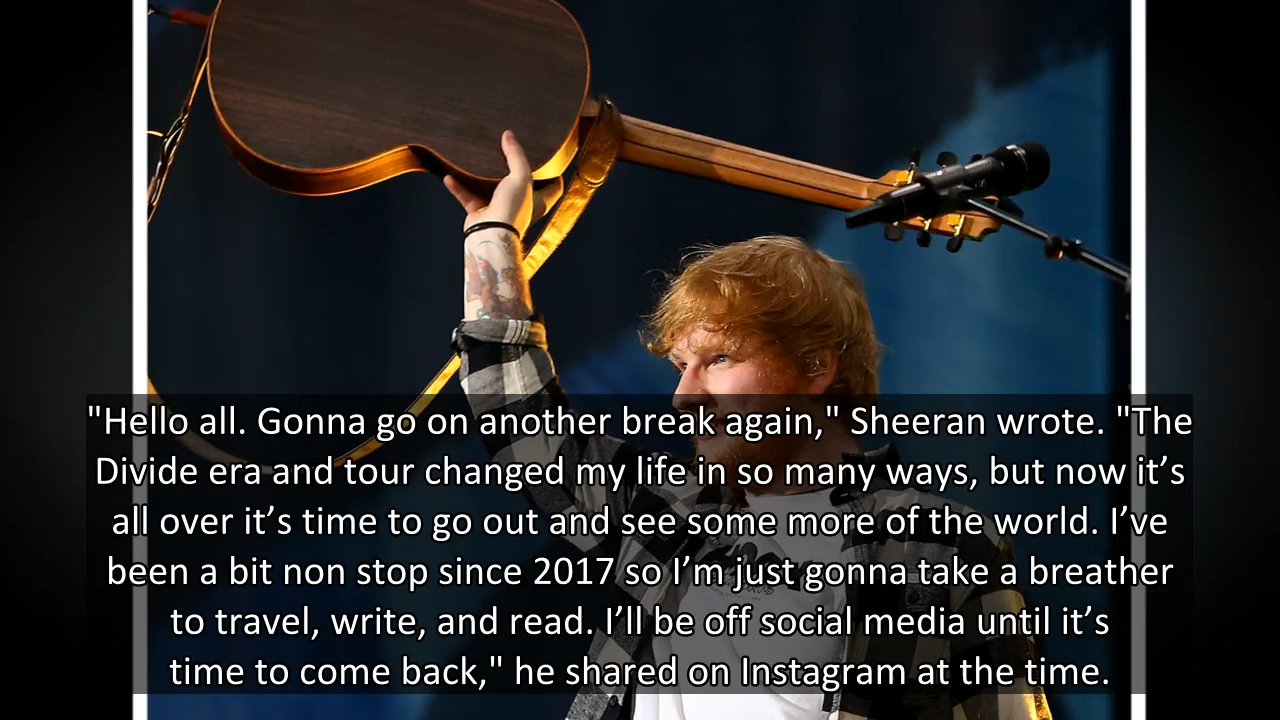 "Hello all. Gonna go on another break again," Sheeran wrote. "The
Divide era and tour changed my life in so many ways, but now it’s
all over it’s time to go out and see some more of the world. I’ve
been a bit non stop since 2017 so I’m just gonna take a breather
to travel, write, and read. I’ll be off social media until it’s
time to come back," he shared on Instagram at the time.